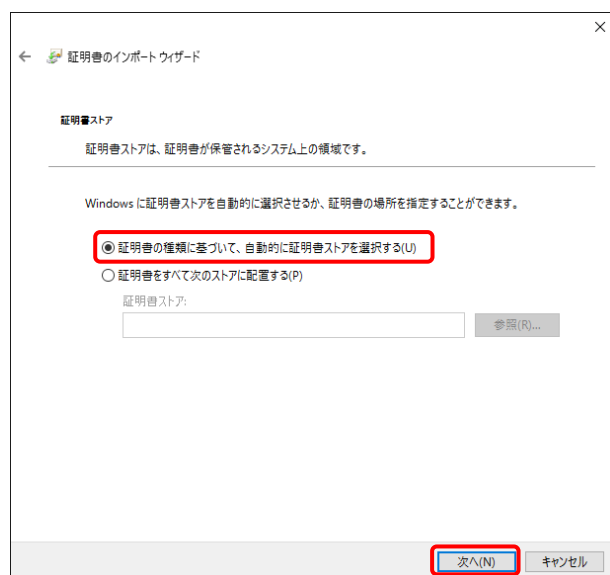 証明書のインポート ウィザード
証明書ストア
証明書ストアは、証明書が保管されるシステム上の領域です。
Windows に証明書ストアを自動的に選択させるか、証明書の場所を指定することができます。
証明書の種類に基づいて、自動的に証明書ストアを選択する(U)
証明書をすべて次のストアに配置する(P)
証明書ストア:
参照(R)...
次へ(N)
キャンセル